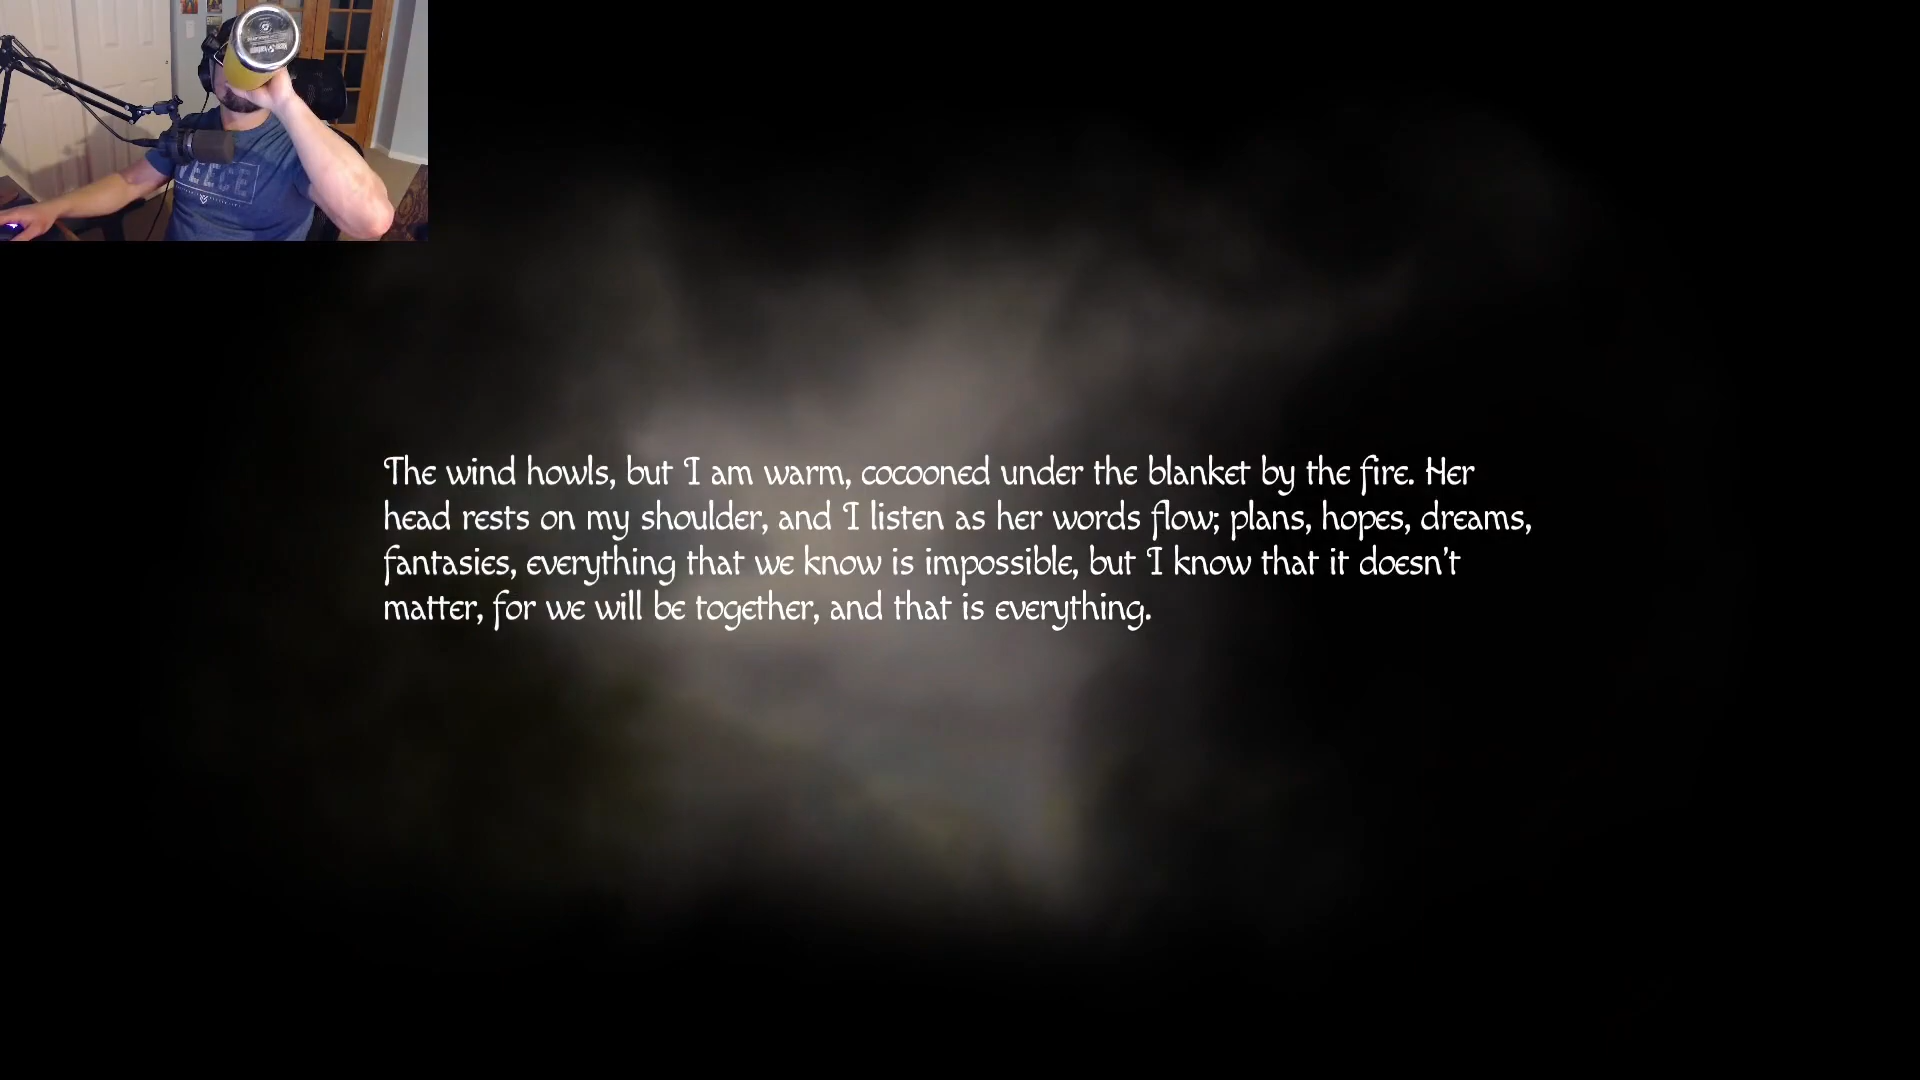 The wind howls, but I am warm, cocooned under the blanket by the fire. Her
head rests on my shoulder, and I listen as her words flow; plans, hopes, dreams,
fantasies, everything that we know is impossible, but I know that it doesn't
matter, for we will be together, and that is everything.